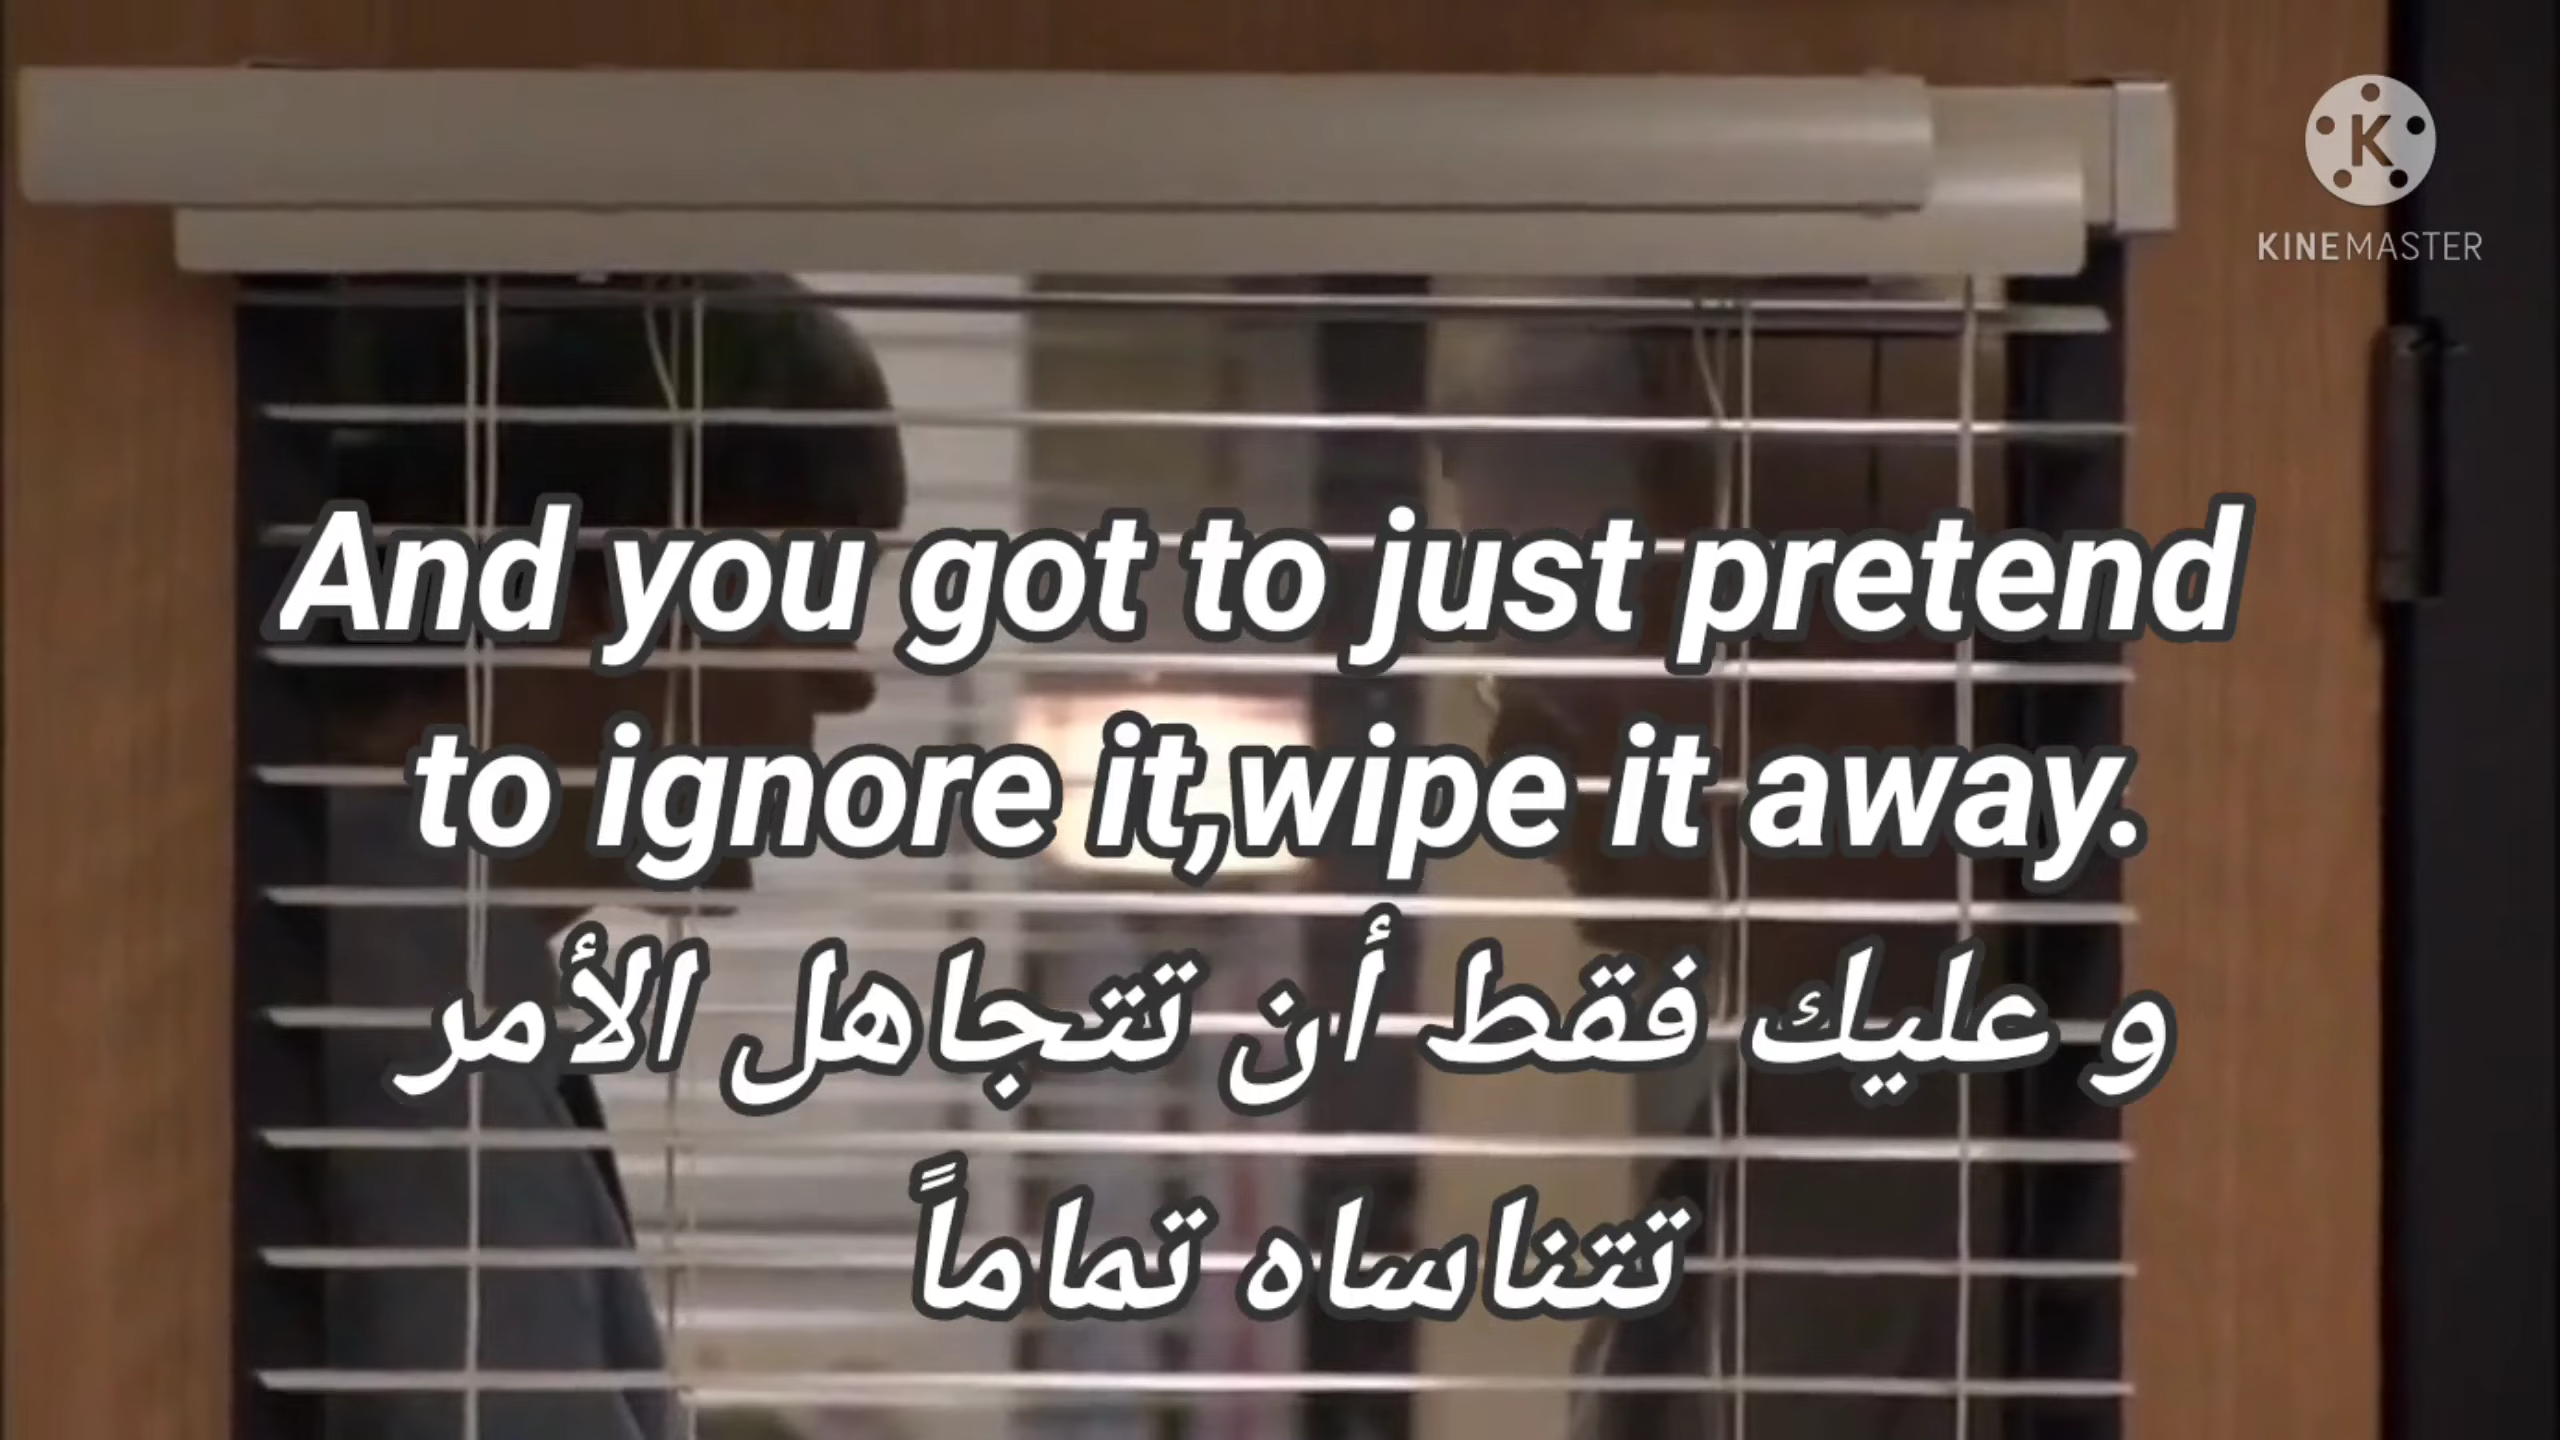 KINEMASTER
And you got to just pretend
to ignore it,wipe it away.
و عليك فقط أن تتجاهل الأمر
تتناساه تماماً